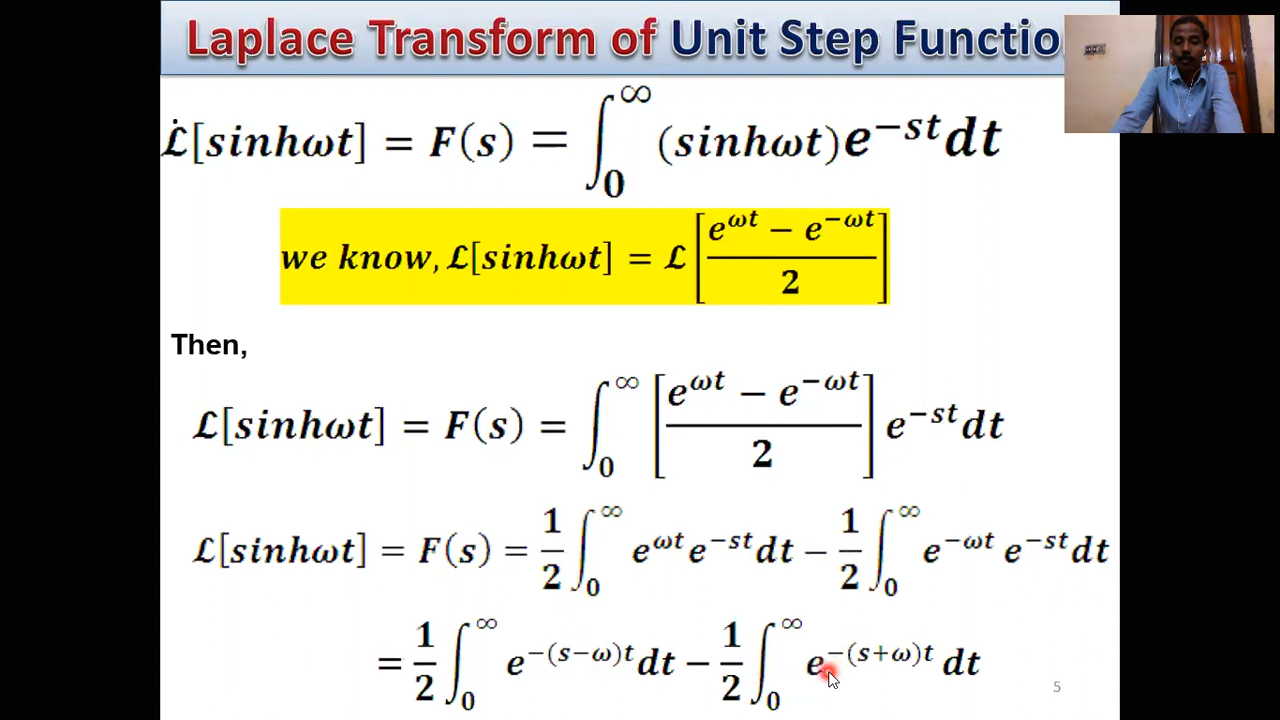 Laplace Transform of Unit Step Functio
ℒ[sinhωt] = F(s) = ∫₀^∞ (sinhωt)e^{−st}dt
we know, ℒ[sinhωt] = ℒ[(e^{ωt} − e^{−ωt})/2]
Then,
ℒ[sinhωt] = F(s) = ∫₀^∞ [(e^{ωt} − e^{−ωt})/2] e^{−st}dt
ℒ[sinhωt] = F(s) = 1/2 ∫₀^∞ e^{ωt} e^{−st}dt − 1/2 ∫₀^∞ e^{−ωt} e^{−st}dt
= 1/2 ∫₀^∞ e^{−(s−ω)t}dt − 1/2 ∫₀^∞ e^{−(s+ω)t} dt
5